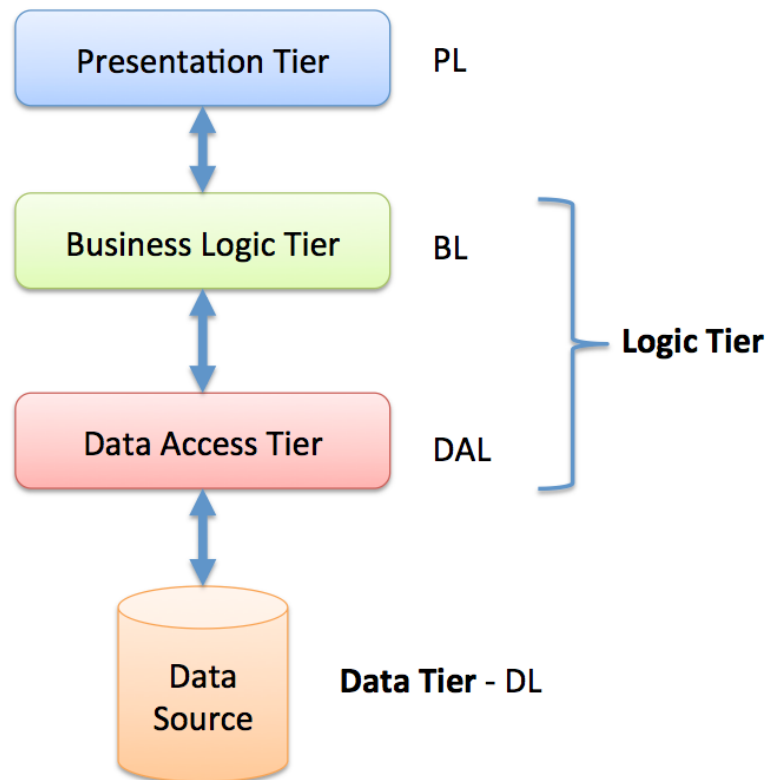 Presentation Tier
PL
Business Logic Tier
BL
Logic Tier
Data Access Tier
DAL
Data
Source
Data Tier - DL